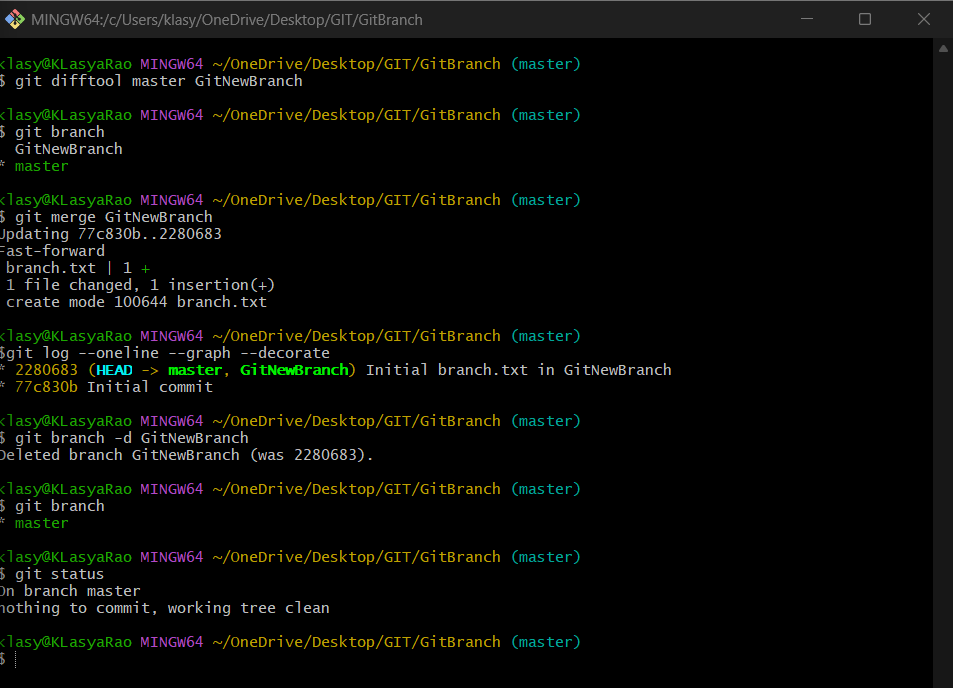 MINGW64:/c/Users/klasy/OneDrive/Desktop/GIT/GitBranch
klasy@KLasyaRao MINGW64 ~/OneDrive/Desktop/GIT/GitBranch (master)
$ git difftool master GitNewBranch
klasy@KLasyaRao MINGW64 ~/OneDrive/Desktop/GIT/GitBranch (master)
$ git branch
  GitNewBranch
* master
klasy@KLasyaRao MINGW64 ~/OneDrive/Desktop/GIT/GitBranch (master)
$ git merge GitNewBranch
Updating 77c830b..2280683
Fast-forward
 branch.txt | 1 +
 1 file changed, 1 insertion(+)
 create mode 100644 branch.txt
klasy@KLasyaRao MINGW64 ~/OneDrive/Desktop/GIT/GitBranch (master)
$git log --oneline --graph --decorate
* 2280683 (HEAD -> master, GitNewBranch) Initial branch.txt in GitNewBranch
* 77c830b Initial commit
klasy@KLasyaRao MINGW64 ~/OneDrive/Desktop/GIT/GitBranch (master)
$ git branch -d GitNewBranch
Deleted branch GitNewBranch (was 2280683).
klasy@KLasyaRao MINGW64 ~/OneDrive/Desktop/GIT/GitBranch (master)
$ git branch
* master
klasy@KLasyaRao MINGW64 ~/OneDrive/Desktop/GIT/GitBranch (master)
$ git status
On branch master
nothing to commit, working tree clean
klasy@KLasyaRao MINGW64 ~/OneDrive/Desktop/GIT/GitBranch (master)
$